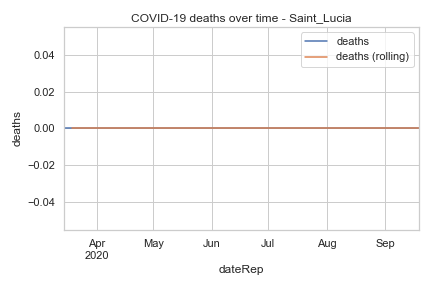 COVID-19 deaths over time - Saint_Lucia
deaths
deaths (rolling)
0.04
0.02
0.00
−0.02
−0.04
deaths
Apr
2020
May
Jun
Jul
Aug
Sep
dateRep